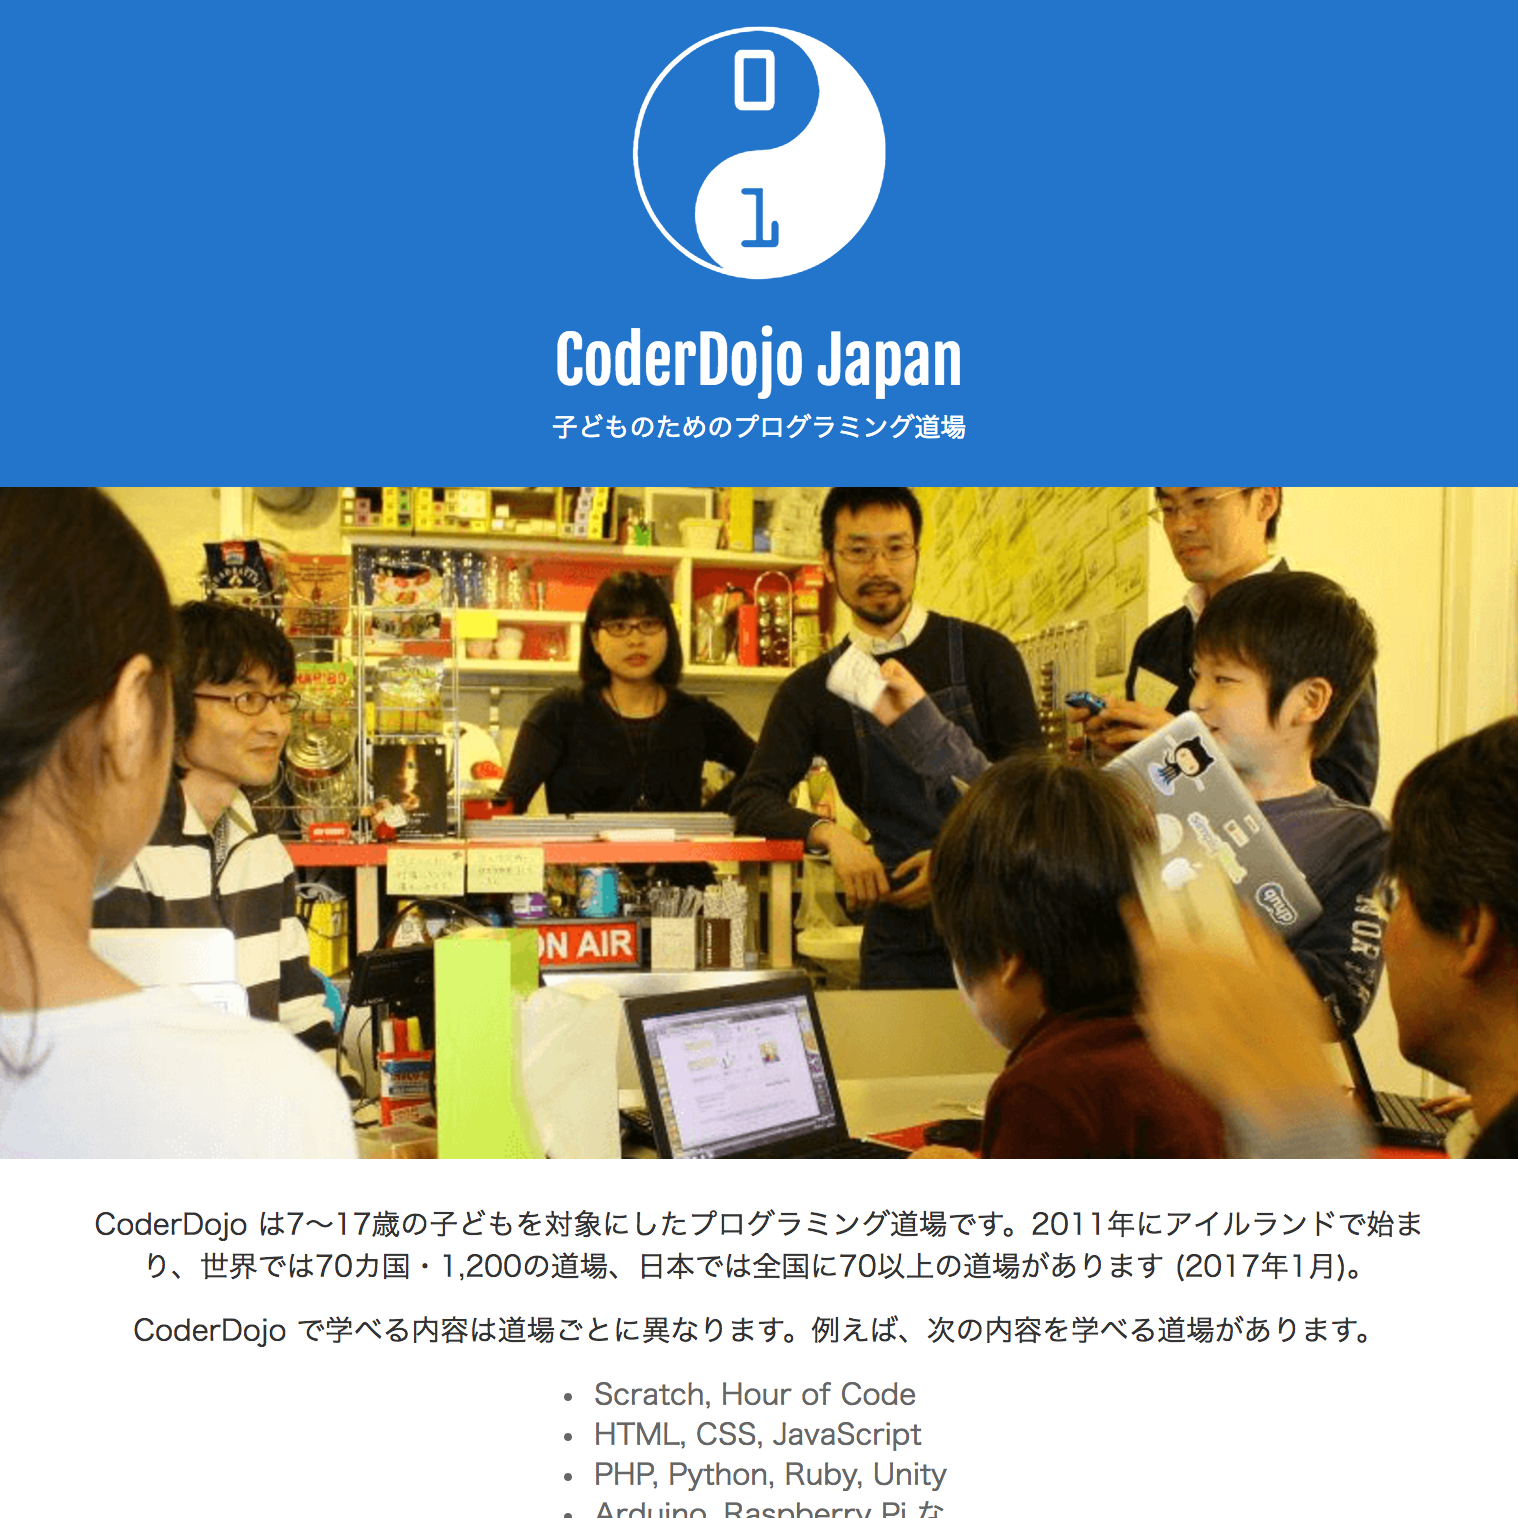 0
1
CoderDojo Japan
子どものためのプログラミング道場
HARIBO
ON AIR
CoderDojo は7〜17歳の子どもを対象にしたプログラミング道場です。2011年にアイルランドで始ま
り、世界では70カ国・1,200の道場、日本では全国に70以上の道場があります (2017年1月)。
CoderDojo で学べる内容は道場ごとに異なります。例えば、次の内容を学べる道場があります。
• Scratch, Hour of Code
• HTML, CSS, JavaScript
• PHP, Python, Ruby, Unity
• Arduino, Raspberry Pi な